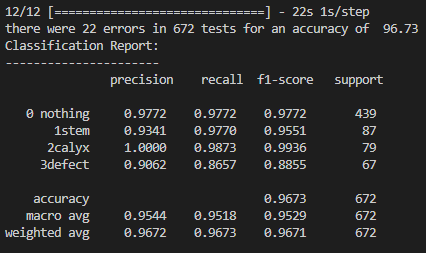 12/12 [==============================] - 22s 1s/step
there were 22 errors in 672 tests for an accuracy of  96.73
Classification Report:
----------------------
              precision    recall  f1-score   support

   0 nothing     0.9772    0.9772    0.9772       439
       1stem     0.9341    0.9770    0.9551        87
      2calyx     1.0000    0.9873    0.9936        79
     3defect     0.9062    0.8657    0.8855        67

    accuracy                         0.9673       672
   macro avg     0.9544    0.9518    0.9529       672
weighted avg     0.9672    0.9673    0.9671       672